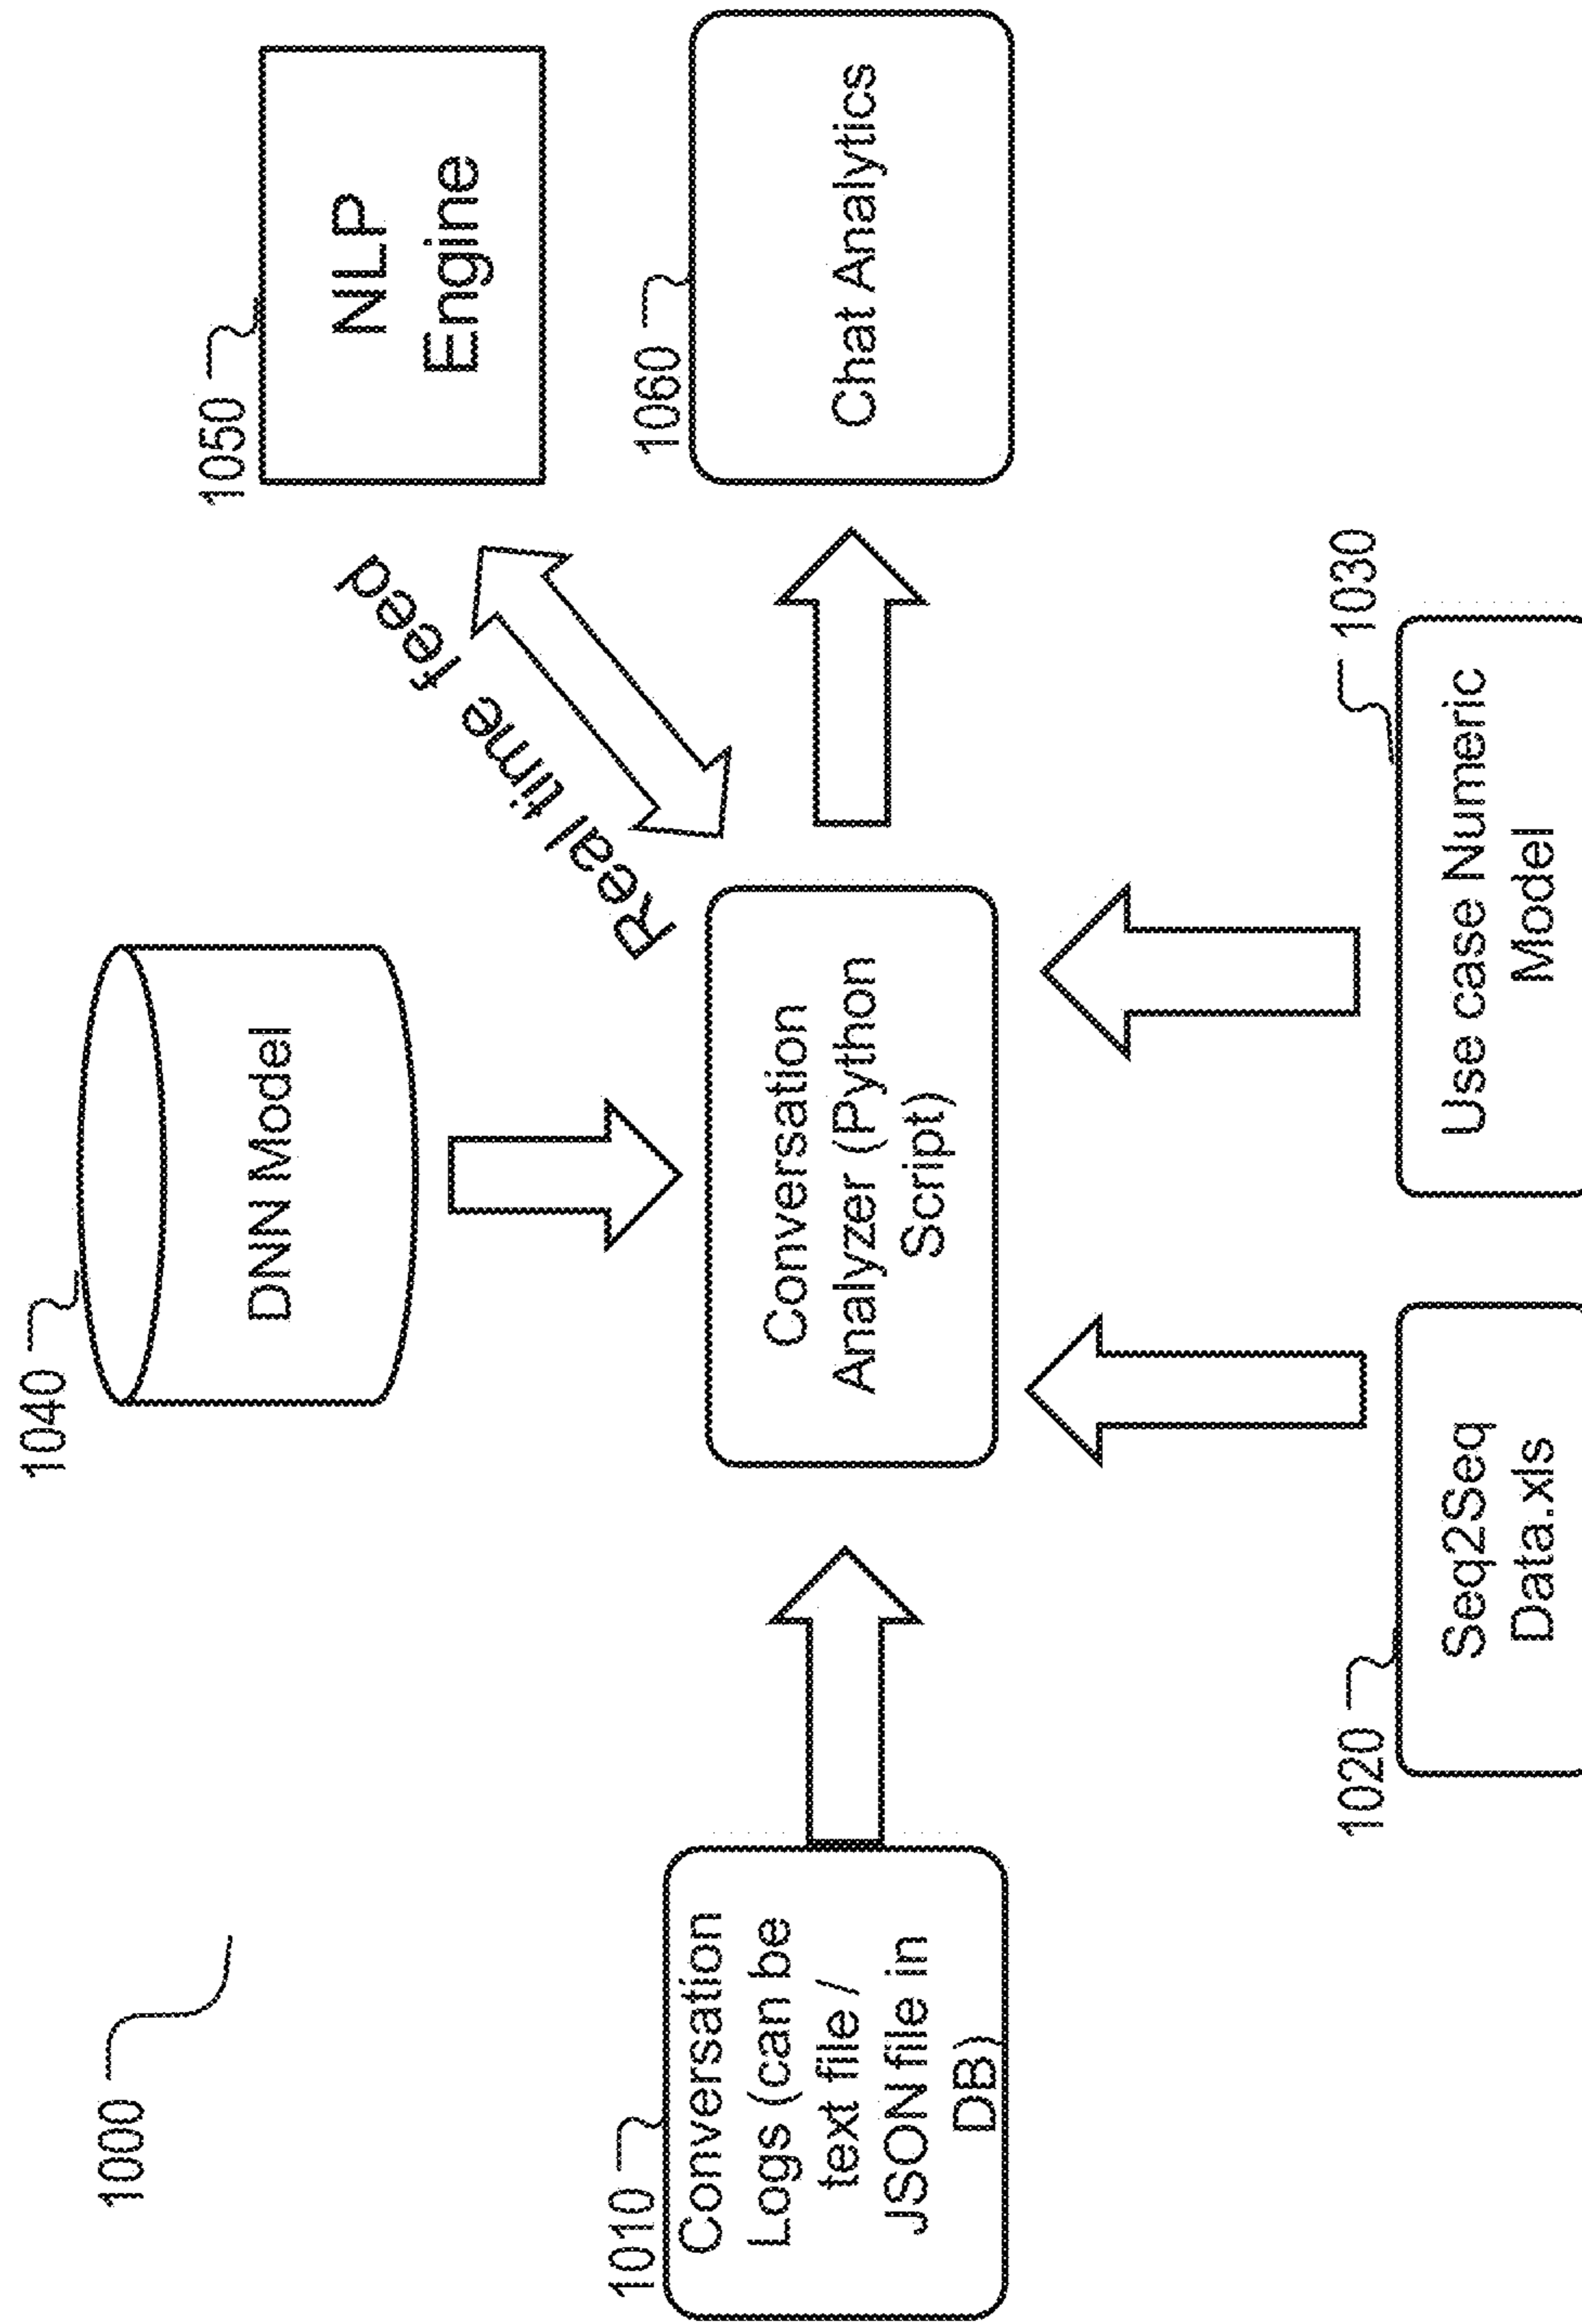 1000
1040
DNN Model
1050
NLP
Engine
Real time feed
1010
Conversation
Logs (can be
text file /
JSON file in
DB)
Conversation
Analyzer (Python
Script)
1060
Chat Analytics
1020
Seq2Seq
Data.xls
1030
Use case Numeric
Model